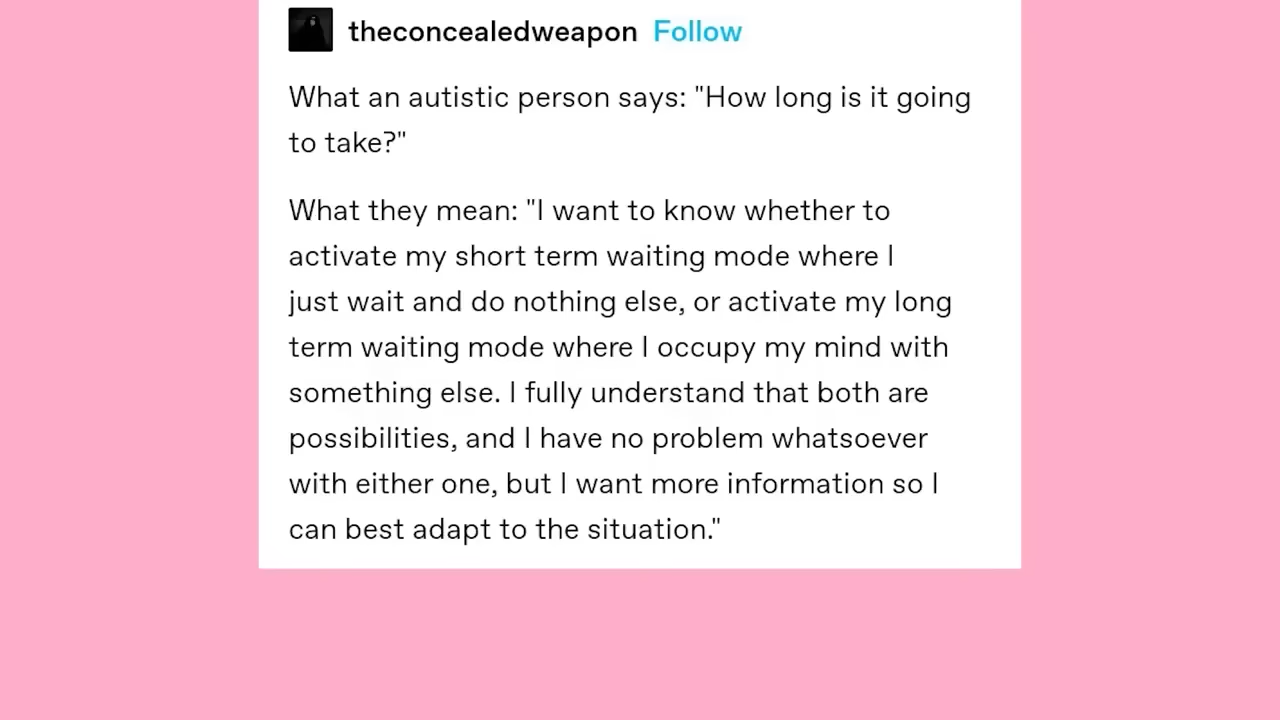 theconcealedweapon Follow
What an autistic person says: "How long is it going
to take?"
What they mean: "I want to know whether to
activate my short term waiting mode where I
just wait and do nothing else, or activate my long
term waiting mode where I occupy my mind with
something else. I fully understand that both are
possibilities, and I have no problem whatsoever
with either one, but I want more information so I
can best adapt to the situation."